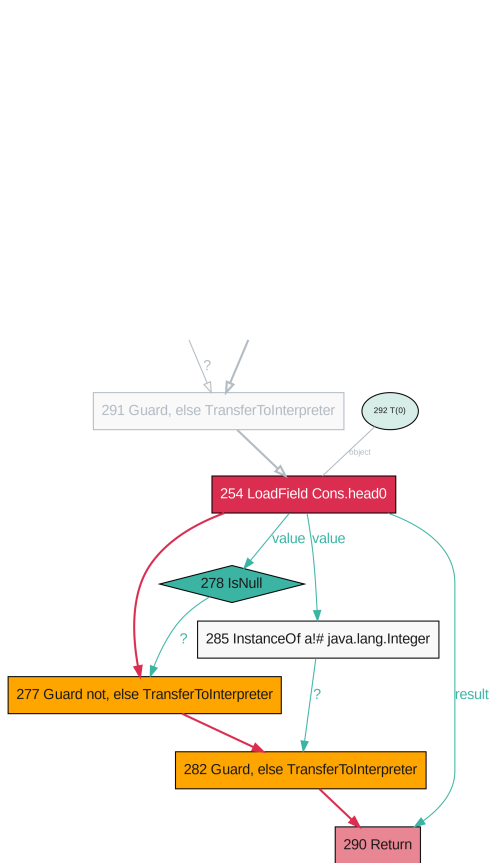 ?
291 Guard, else TransferToInterpreter
292 T(0)
object
254 LoadField Cons.head0
value
value
278 IsNull
?
285 InstanceOf a!# java.lang.Integer
277 Guard not, else TransferToInterpreter
?
result
282 Guard, else TransferToInterpreter
290 Return